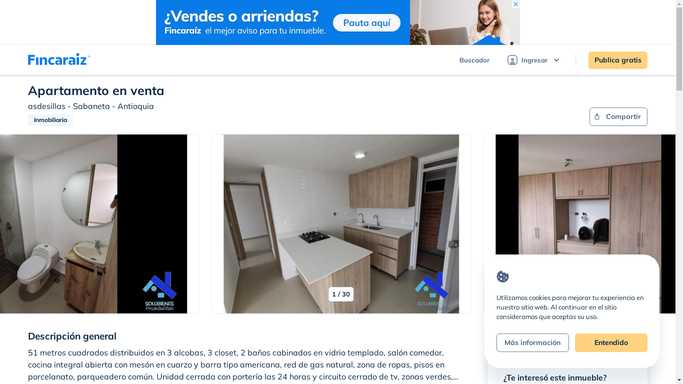 ¿Vendes o arriendas?
Fincaraíz el mejor aviso para tu inmueble.
Pauta aquí
Fincaraíz
Buscador
Ingresar
Publica gratis
Apartamento en venta
asdesillas - Sabaneta - Antioquia
Inmobiliaria
Compartir
1 / 30
Utilizamos cookies para mejorar tu experiencia en
nuestro sitio web. Al continuar en el sitio
consideramos que aceptas su uso.
Más información
Entendido
Descripción general
51 metros cuadrados distribuidos en 3 alcobas, 3 closet, 2 baños cabinados en vidrio templado, salón comedor,
cocina integral abierta con mesón en cuarzo y barra tipo americana, red de gas natural, zona de ropas, pisos en
porcelanato, parqueadero común. Unidad cerrada con portería las 24 horas y circuito cerrado de tv, zonas verdes,...
¿Te interesó este inmueble?